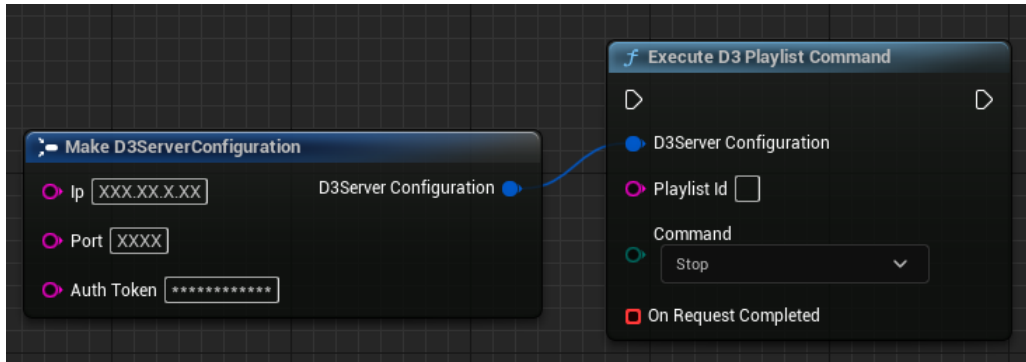 f Execute D3 Playlist Command
Make D3ServerConfiguration
D3Server Configuration
Ip XXX.XX.X.XX
D3Server Configuration
Playlist Id
Port XXXX
Command
Stop
Auth Token ************
On Request Completed